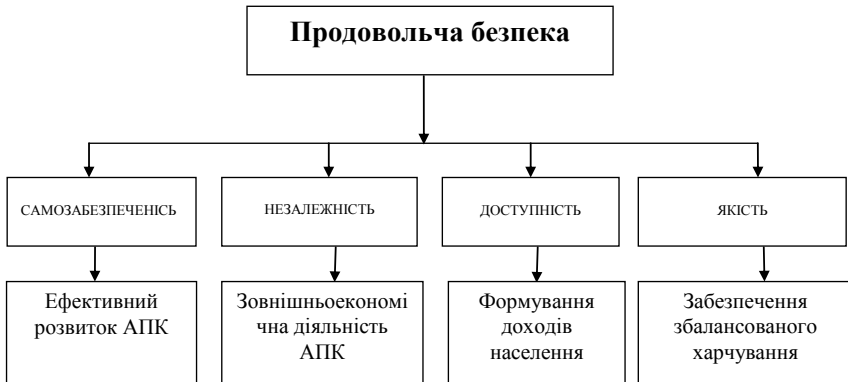 Продовольча безпека
САМОЗАБЕЗПЕЧЕНІСЬ
НЕЗАЛЕЖНІСТЬ
ДОСТУПНІСТЬ
ЯКІСТЬ
Ефективний
розвиток АПК
Зовнішньоекономі
чна діяльність
АПК
Формування
доходів
населення
Забезпечення
збалансованого
харчування